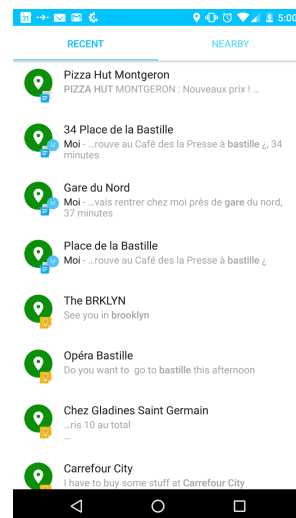 31
5:00
RECENT
NEARBY
Pizza Hut Montgeron
PIZZA HUT MONTGERON : Nouveaux prix ! ...
34 Place de la Bastille
Moi - ...rouve au Café des la Presse à bastille ¿, 34
minutes
Gare du Nord
Moi - ...vais rentrer chez moi près de gare du nord,
37 minutes
Place de la Bastille
Moi - ...rouve au Café des la Presse à bastille ¿
The BRKLYN
See you in brooklyn
Opéra Bastille
Do you want to go to bastille this afternoon
Chez Gladines Saint Germain
...ris 10 au total
...
Carrefour City
I have to buy some stuff at Carrefour City